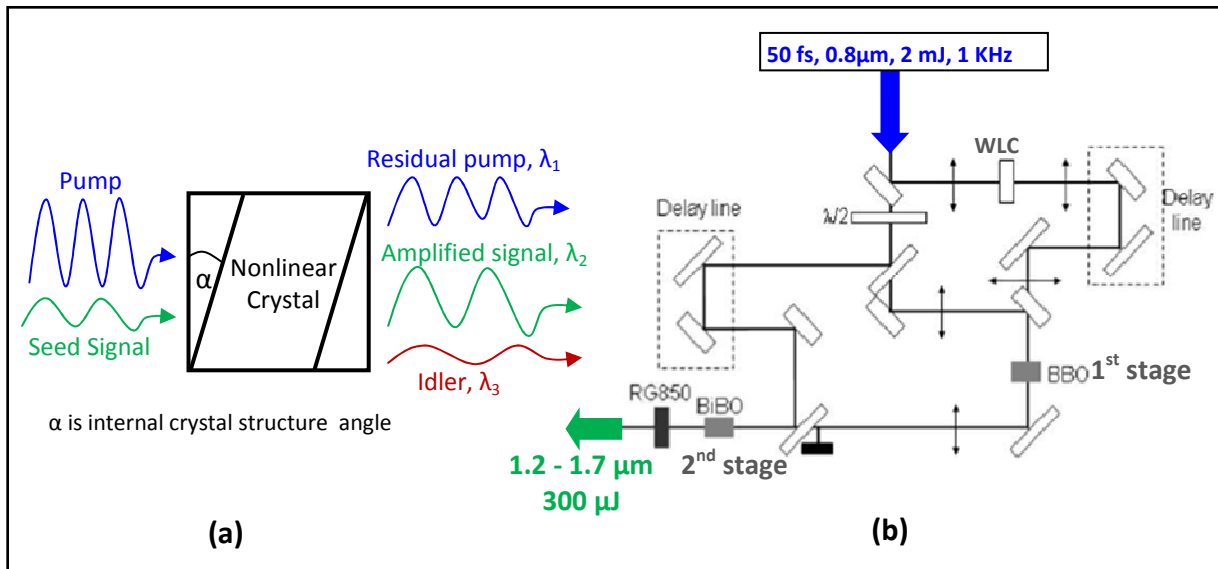 Pump
Seed Signal
α
Nonlinear
Crystal
Residual pump, λ1
Amplified signal, λ2
Idler, λ3
α is internal crystal structure angle
(a)
50 fs, 0.8µm, 2 mJ, 1 KHz
WLC
Delay line
λ/2
Delay
line
BBO
1st stage
RG850
BiBO
2nd stage
1.2 - 1.7 µm
300 µJ
(b)